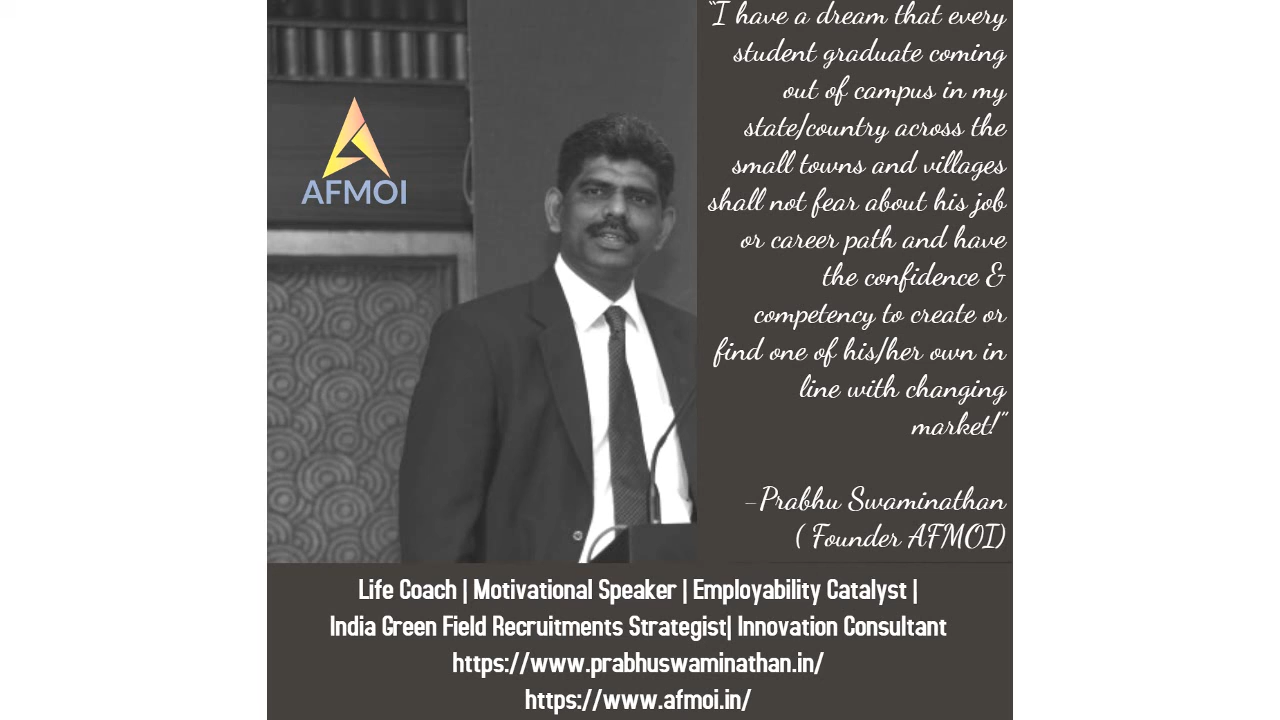 AFMOI
“I have a dream that every
student graduate coming
out of campus in my
state/country across the
small towns and villages
shall not fear about his job
or career path and have
the confidence &
competency to create or
find one of his/her own in
line with changing
market!”
-Prabhu Swaminathan
( Founder AFMOI)
Life Coach | Motivational Speaker | Employability Catalyst |
India Green Field Recruitments Strategist| Innovation Consultant
https://www.prabhuswaminathan.in/
https://www.afmoi.in/